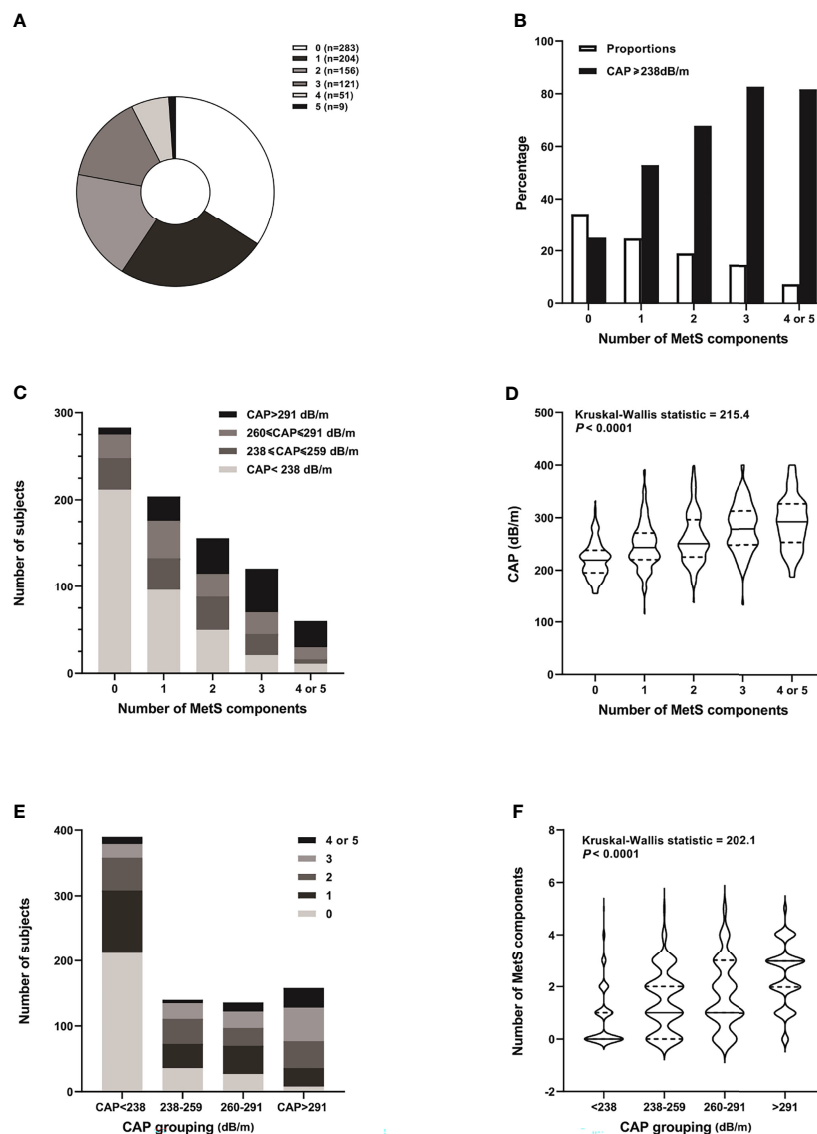 A
0 (n=283)
1 (n=204)
2 (n=156)
3 (n=121)
4 (n=51)
5 (n=9)
B
100
80
60
40
20
0
Percentage
Proportions
CAP≥238dB/m
0 1 2 3 4 or 5
Number of MetS components
C
300
200
100
0
Number of subjects
CAP>291 dB/m
260≤CAP≤291 dB/m
238≤CAP≤259 dB/m
CAP< 238 dB/m
0 1 2 3 4 or 5
Number of MetS components
D
500
400
300
200
100
0
CAP (dB/m)
Kruskal-Wallis statistic = 215.4
P < 0.0001
0 1 2 3 4 or 5
Number of MetS components
E
400
300
200
100
0
Number of subjects
4 or 5
3
2
1
0
CAP<238 238-259 260-291 CAP>291
CAP grouping (dB/m)
F
8
6
4
2
0
-2
Number of MetS components
Kruskal-Wallis statistic = 202.1
P < 0.0001
<238 238-259 260-291 >291
CAP grouping (dB/m)